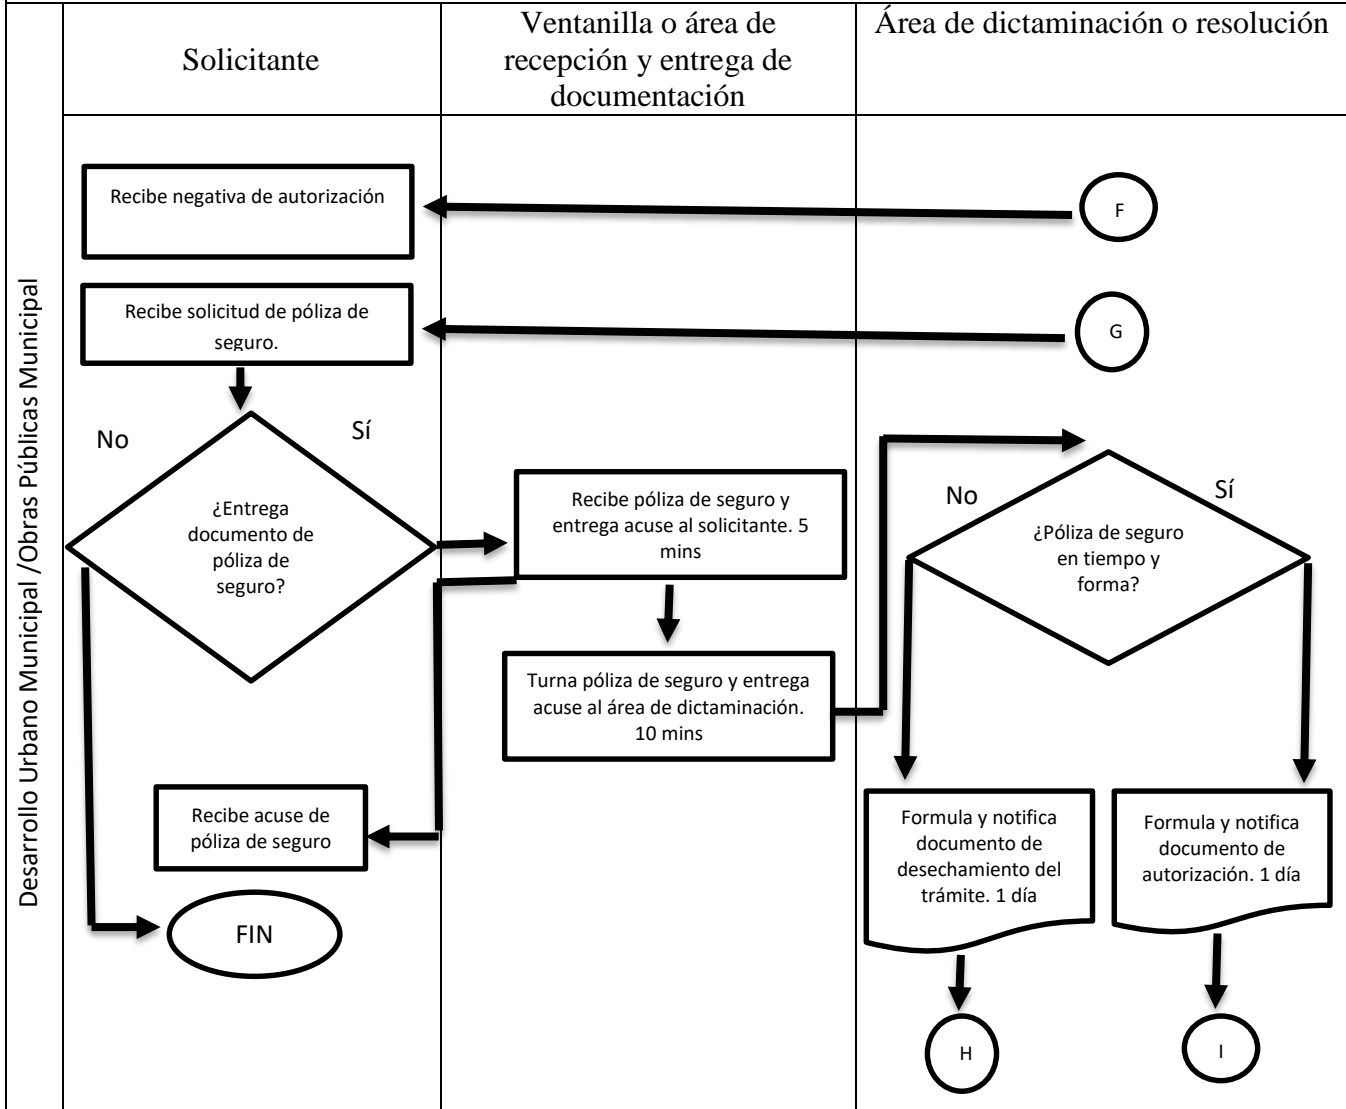 Solicitante
Ventanilla o área de
recepción y entrega de
documentación
Área de dictaminación o resolución
Desarrollo Urbano Municipal /Obras Públicas Municipal
Recibe negativa de autorización
F
Recibe solicitud de póliza de
seguro.
G
No
Sí
¿Entrega
documento de
póliza de
seguro?
Recibe póliza de seguro y
entrega acuse al solicitante. 5
mins
No
Sí
¿Póliza de seguro
en tiempo y
forma?
Turna póliza de seguro y entrega
acuse al área de dictaminación.
10 mins
Recibe acuse de
póliza de seguro
Formula y notifica
documento de
desechamiento del
trámite. 1 día
Formula y notifica
documento de
autorización. 1 día
FIN
H
I